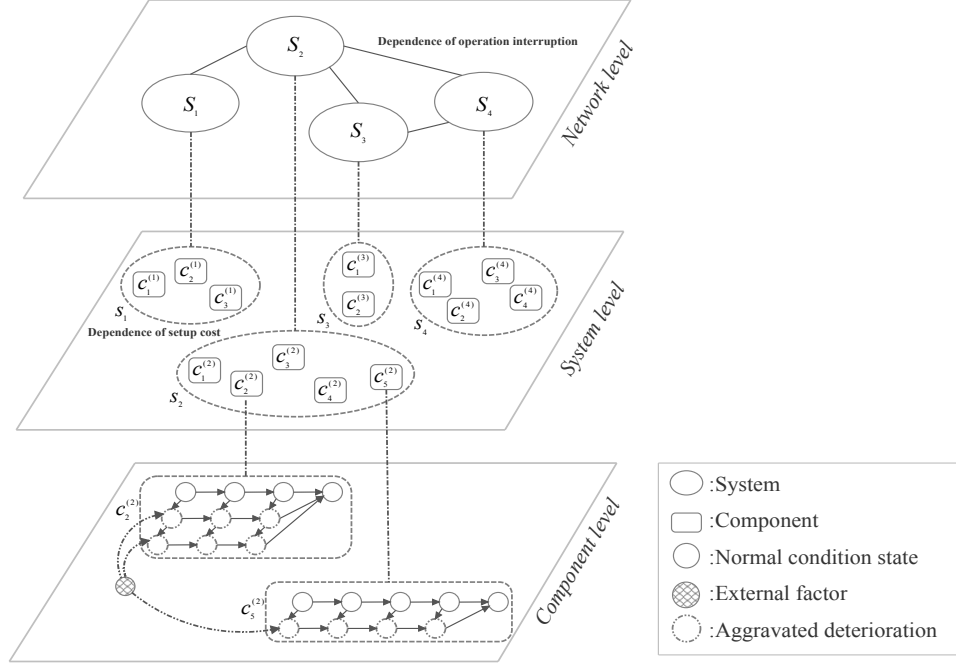 Dependence of operation interruption
S₂
S₁
S₄
S₃
Network level
c₁⁽¹⁾
c₂⁽¹⁾
c₃⁽¹⁾
s₁
c₁⁽³⁾
c₂⁽³⁾
s₃
c₁⁽⁴⁾
c₂⁽⁴⁾
c₃⁽⁴⁾
c₄⁽⁴⁾
s₄
Dependence of setup cost
c₁⁽²⁾
c₂⁽²⁾
c₃⁽²⁾
c₄⁽²⁾
c₅⁽²⁾
s₂
System level
c₂⁽²⁾
c₅⁽²⁾
Component level
:System
:Component
:Normal condition state
:External factor
:Aggravated deterioration